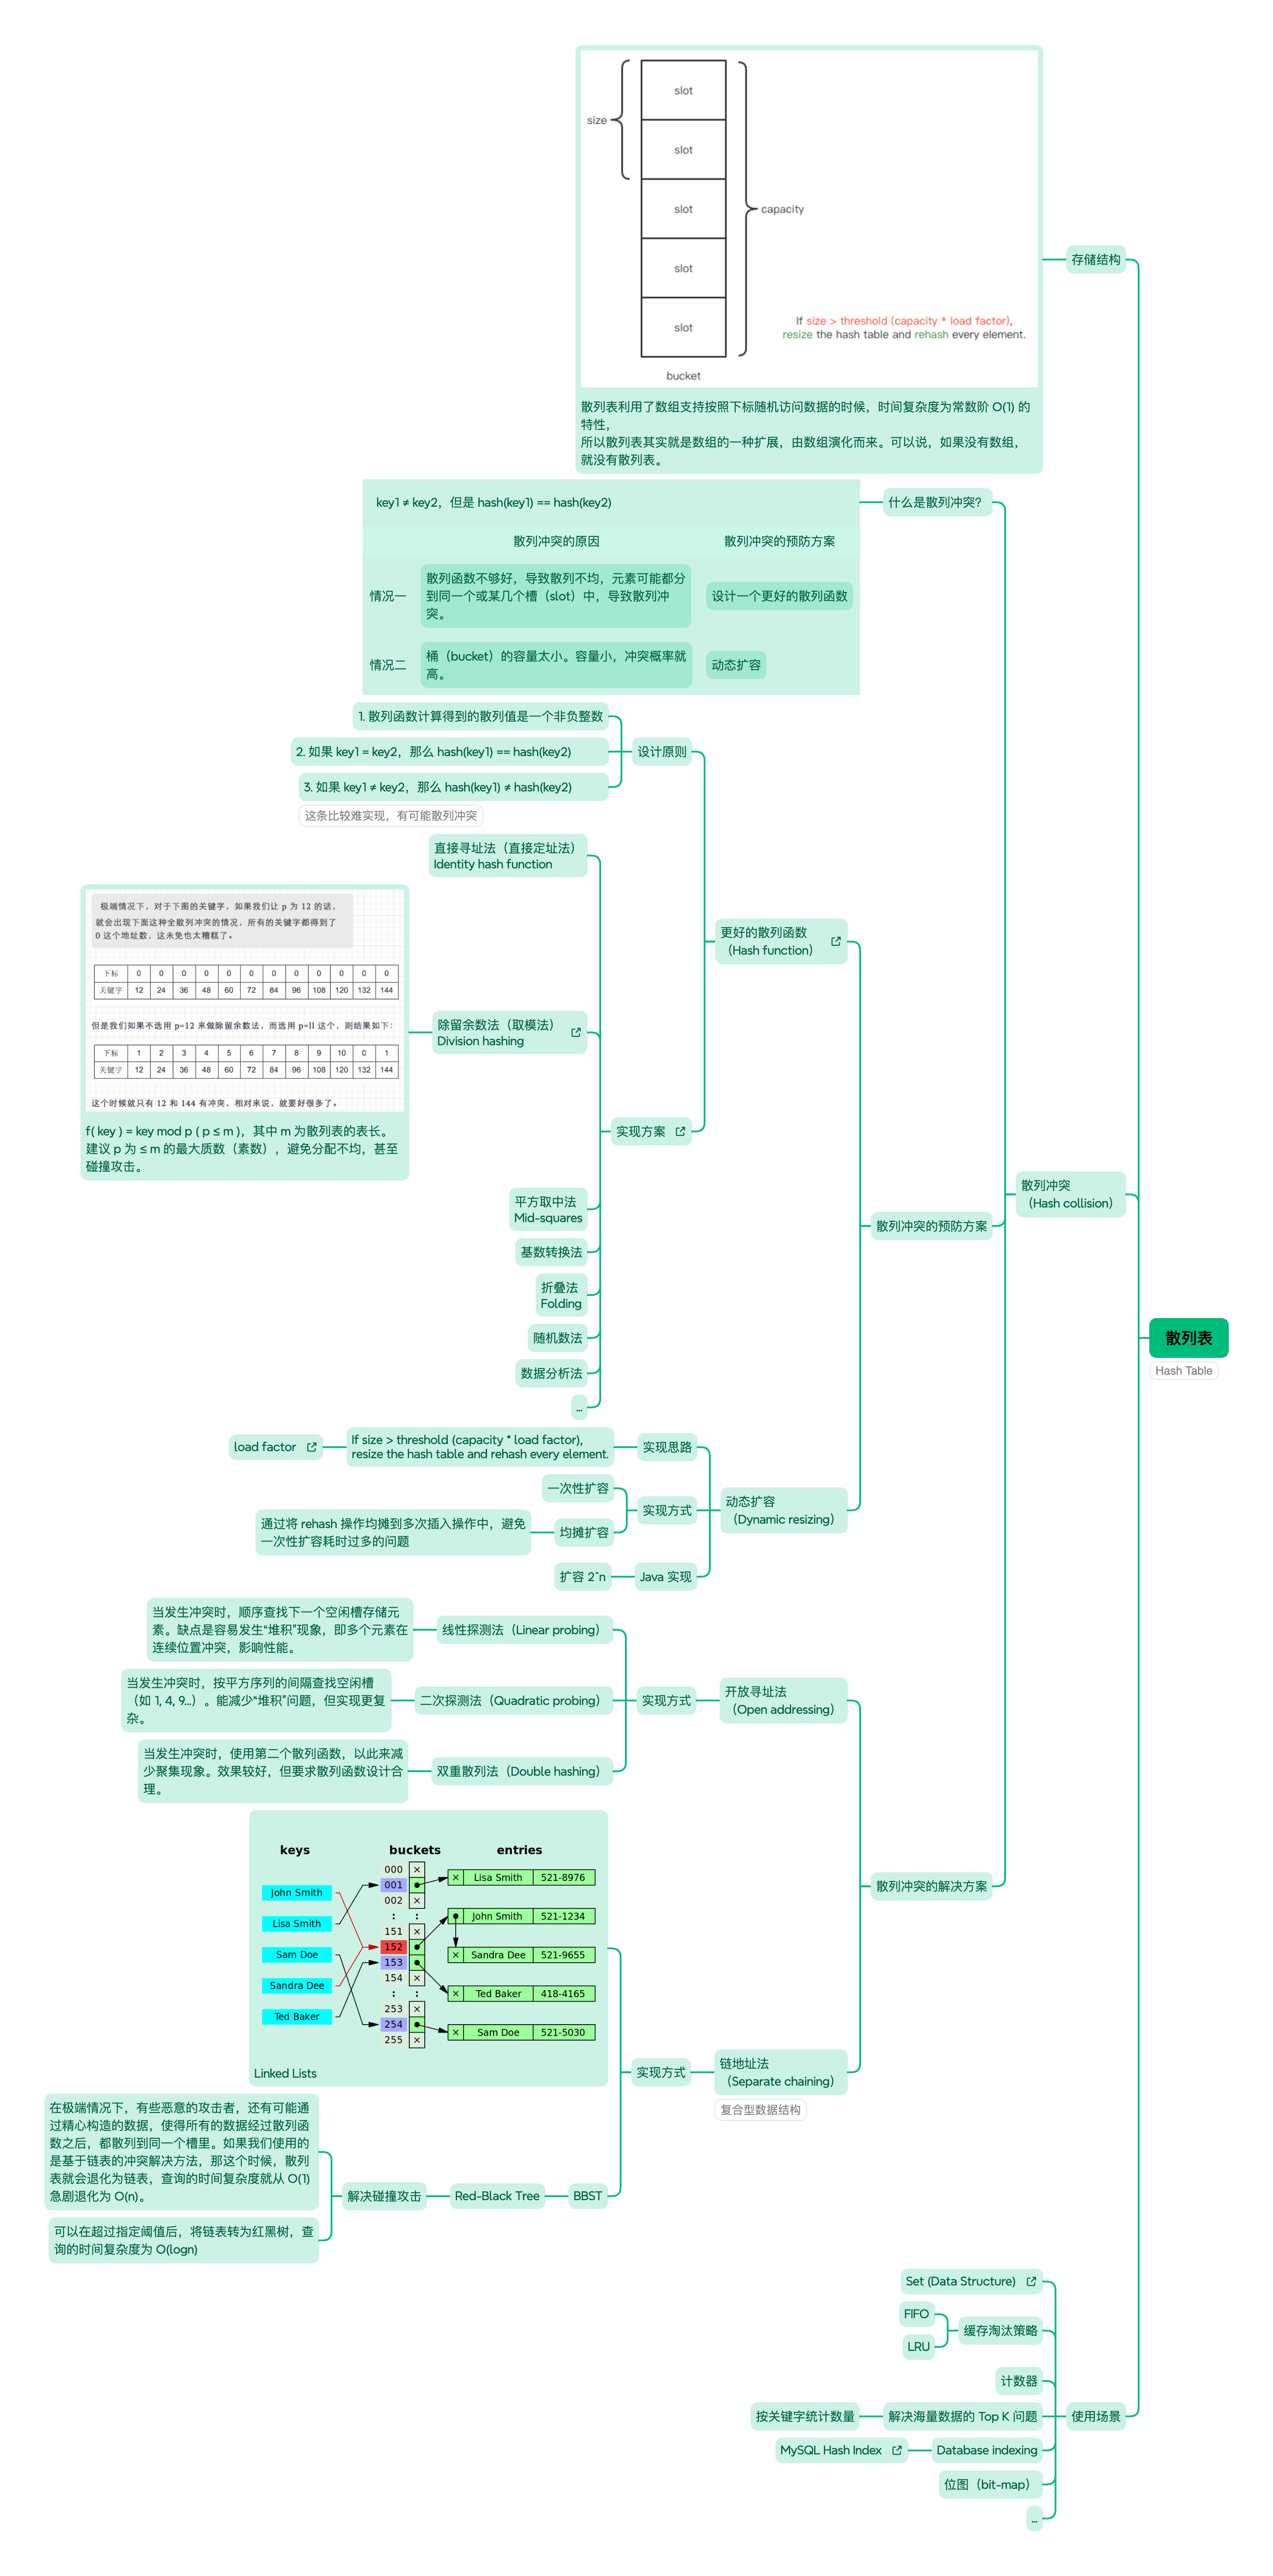 散列表
Hash Table
存储结构
slot
slot
slot
slot
slot
size
capacity
bucket
If size > threshold (capacity * load factor),
resize the hash table and rehash every element.
散列表利用了数组支持按照下标随机访问数据的时候，时间复杂度为常数阶 O(1) 的
特性，
所以散列表其实就是数组的一种扩展，由数组演化而来。可以说，如果没有数组，
就没有散列表。
散列冲突
（Hash collision）
什么是散列冲突？
key1 ≠ key2，但是 hash(key1) == hash(key2)
散列冲突的原因 散列冲突的预防方案
情况一
散列函数不够好，导致散列不均，元素可能都分
到同一个或某几个槽（slot）中，导致散列冲
突。
设计一个更好的散列函数
情况二
桶（bucket）的容量太小。容量小，冲突概率就
高。
动态扩容
散列冲突的预防方案
更好的散列函数
（Hash function）
设计原则
1. 散列函数计算得到的散列值是一个非负整数
2. 如果 key1 = key2，那么 hash(key1) == hash(key2)
3. 如果 key1 ≠ key2，那么 hash(key1) ≠ hash(key2)
这条比较难实现，有可能散列冲突
实现方案
直接寻址法（直接定址法）
Identity hash function
除留余数法（取模法）
Division hashing
极端情况下，对于下图的关键字，如果我们让 p 为 12 的话，
就会出现下面这种全散列冲突的情况，所有的关键字都得到了
0 这个地址数，这未免也太糟糕了。
下标 0 0 0 0 0 0 0 0 0 0 0 0
关键字 12 24 36 48 60 72 84 96 108 120 132 144
但是我们如果不选用 p=12 来做除留余数法，而选用 p=ll 这个，则结果如下：
下标 1 2 3 4 5 6 7 8 9 10 0 1
关键字 12 24 36 48 60 72 84 96 108 120 132 144
这个时候就只有 12 和 144 有冲突，相对来说，就要好很多了。
f( key ) = key mod p ( p ≤ m )，其中 m 为散列表的表长。
建议 p 为 ≤ m 的最大质数（素数），避免分配不均，甚至
碰撞攻击。
平方取中法
Mid-squares
基数转换法
折叠法
Folding
随机数法
数据分析法
...
动态扩容
（Dynamic resizing）
实现思路
If size > threshold (capacity * load factor),
resize the hash table and rehash every element.
load factor
实现方式
一次性扩容
均摊扩容
通过将 rehash 操作均摊到多次插入操作中，避免
一次性扩容耗时过多的问题
Java 实现
扩容 2^n
散列冲突的解决方案
开放寻址法
（Open addressing）
实现方式
线性探测法（Linear probing）
当发生冲突时，顺序查找下一个空闲槽存储元
素。缺点是容易发生“堆积”现象，即多个元素在
连续位置冲突，影响性能。
二次探测法（Quadratic probing）
当发生冲突时，按平方序列的间隔查找空闲槽
（如 1, 4, 9...）。能减少“堆积”问题，但实现更复
杂。
双重散列法（Double hashing）
当发生冲突时，使用第二个散列函数，以此来减
少聚集现象。效果较好，但要求散列函数设计合
理。
链地址法
（Separate chaining）
复合型数据结构
实现方式
keys buckets entries
John Smith
Lisa Smith
Sam Doe
Sandra Dee
Ted Baker
000 ×
001
002 ×
: :
151 ×
152
153
154 ×
: :
253 ×
254
255 ×
× Lisa Smith 521-8976
John Smith 521-1234
× Sandra Dee 521-9655
× Ted Baker 418-4165
× Sam Doe 521-5030
Linked Lists
BBST
Red-Black Tree
解决碰撞攻击
在极端情况下，有些恶意的攻击者，还有可能通
过精心构造的数据，使得所有的数据经过散列函
数之后，都散列到同一个槽里。如果我们使用的
是基于链表的冲突解决方法，那这个时候，散列
表就会退化为链表，查询的时间复杂度就从 O(1)
急剧退化为 O(n)。
可以在超过指定阈值后，将链表转为红黑树，查
询的时间复杂度为 O(logn)
使用场景
Set (Data Structure)
缓存淘汰策略
FIFO
LRU
计数器
解决海量数据的 Top K 问题
按关键字统计数量
Database indexing
MySQL Hash Index
位图（bit-map）
...